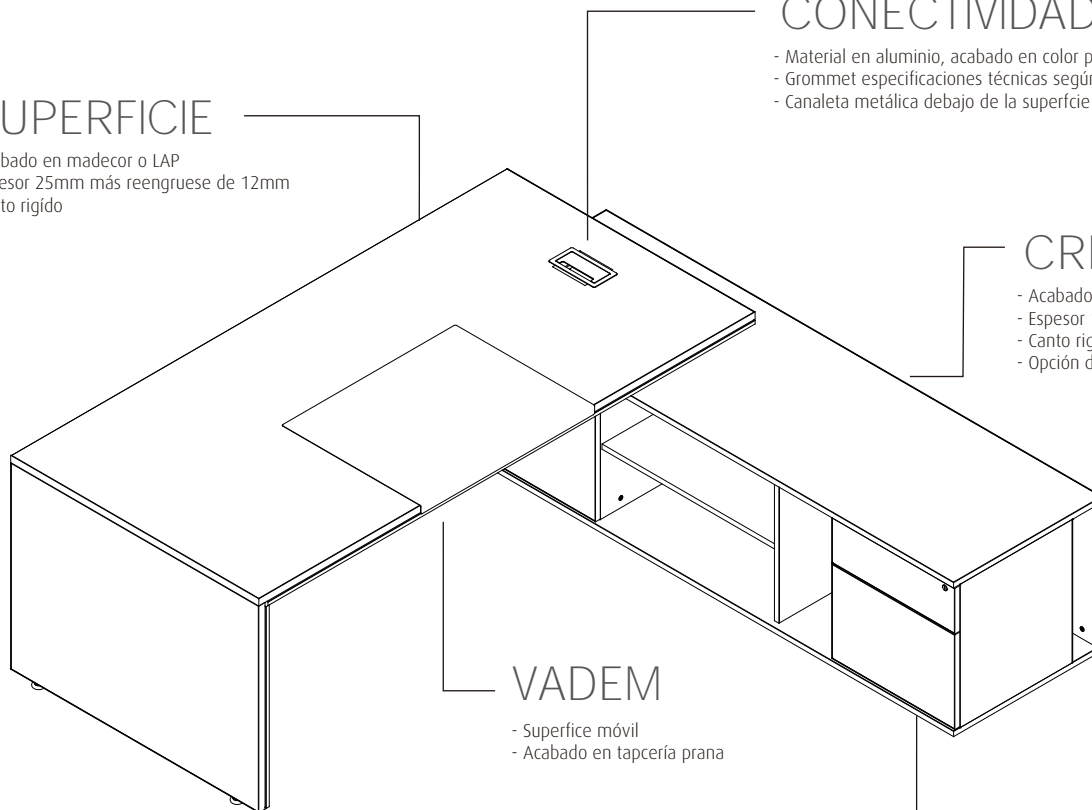 CONECTIVIDAD
- Material en aluminio, acabado en color p
- Grommet especificaciones técnicas según
- Canaleta metálica debajo de la superfcie
UPERFICIE
bado en madecor o LAP
esor 25mm más reengruese de 12mm
to rigído
CRE
- Acabado
- Espesor
- Canto rig
- Opción d
VADEM
- Superfice móvil
- Acabado en tapcería prana